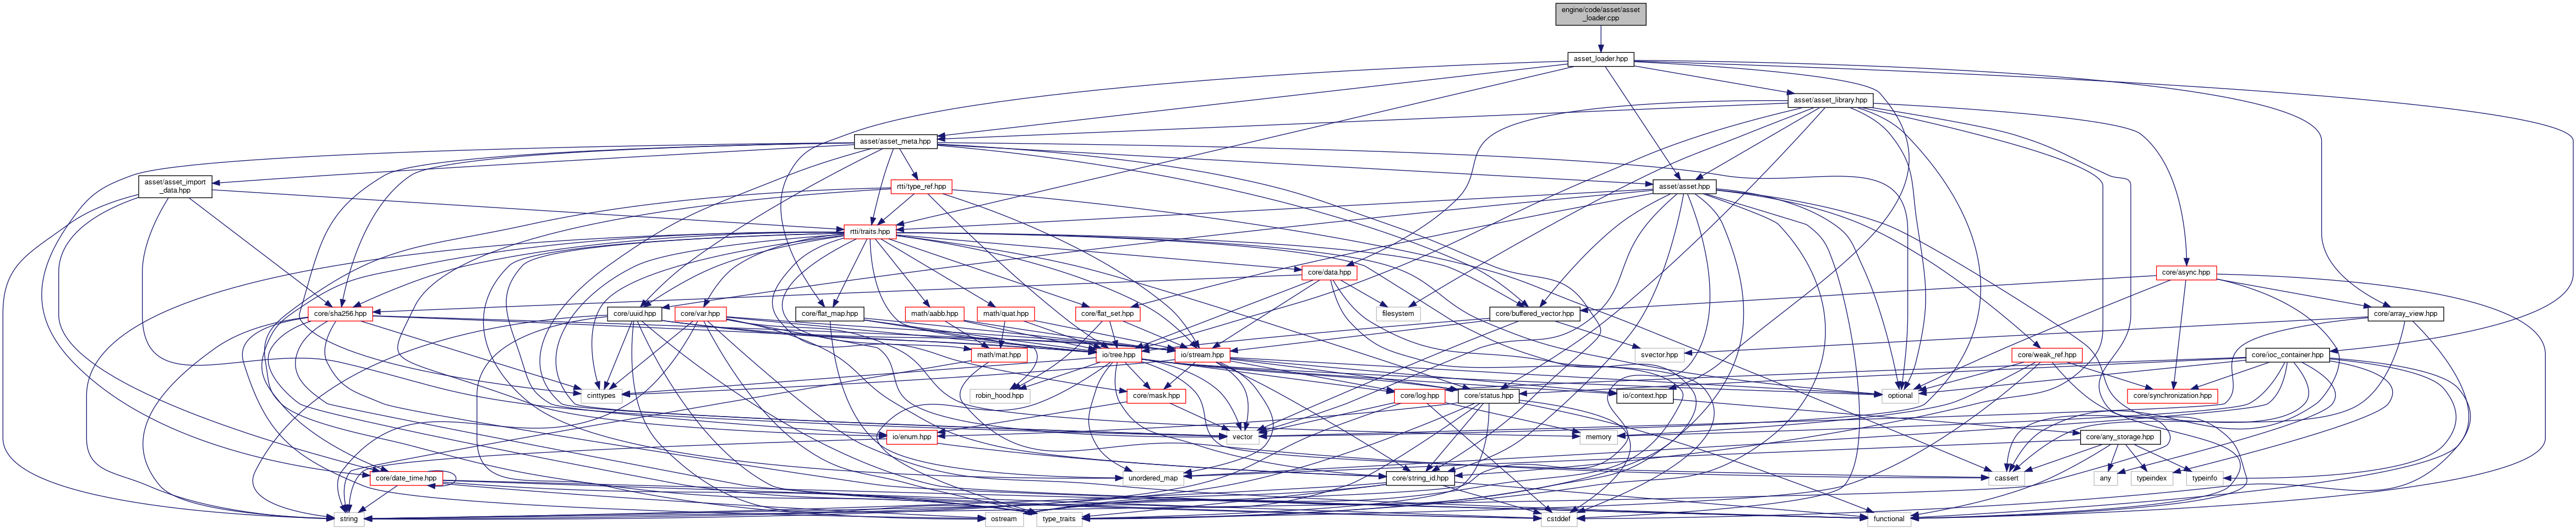 engine/code/asset/asset
_loader.cpp
asset_loader.hpp
asset/asset_library.hpp
asset/asset_meta.hpp
asset/asset_import
_data.hpp
rtti/type_ref.hpp
asset/asset.hpp
rtti/traits.hpp
core/data.hpp
core/async.hpp
core/sha256.hpp
core/uuid.hpp
core/var.hpp
core/flat_map.hpp
math/aabb.hpp
math/quat.hpp
core/flat_set.hpp
filesystem
core/buffered_vector.hpp
core/array_view.hpp
math/mat.hpp
io/tree.hpp
io/stream.hpp
svector.hpp
core/weak_ref.hpp
core/ioc_container.hpp
cinttypes
robin_hood.hpp
core/mask.hpp
core/log.hpp
core/status.hpp
io/context.hpp
optional
core/synchronization.hpp
io/enum.hpp
vector
memory
core/any_storage.hpp
core/date_time.hpp
unordered_map
core/string_id.hpp
cassert
any
typeindex
typeinfo
string
ostream
type_traits
cstddef
functional